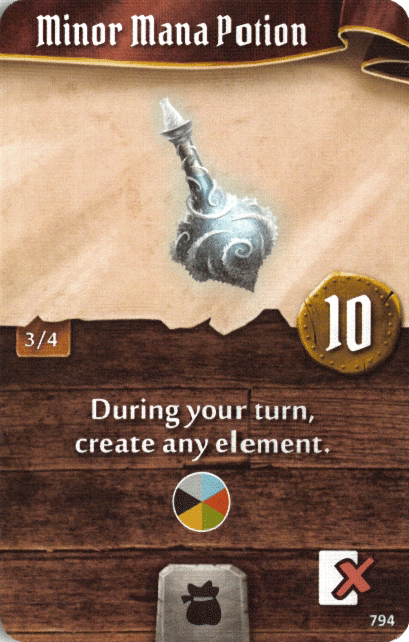 Minor Mana Potion
3/4
10
During your turn,
create any element.
794